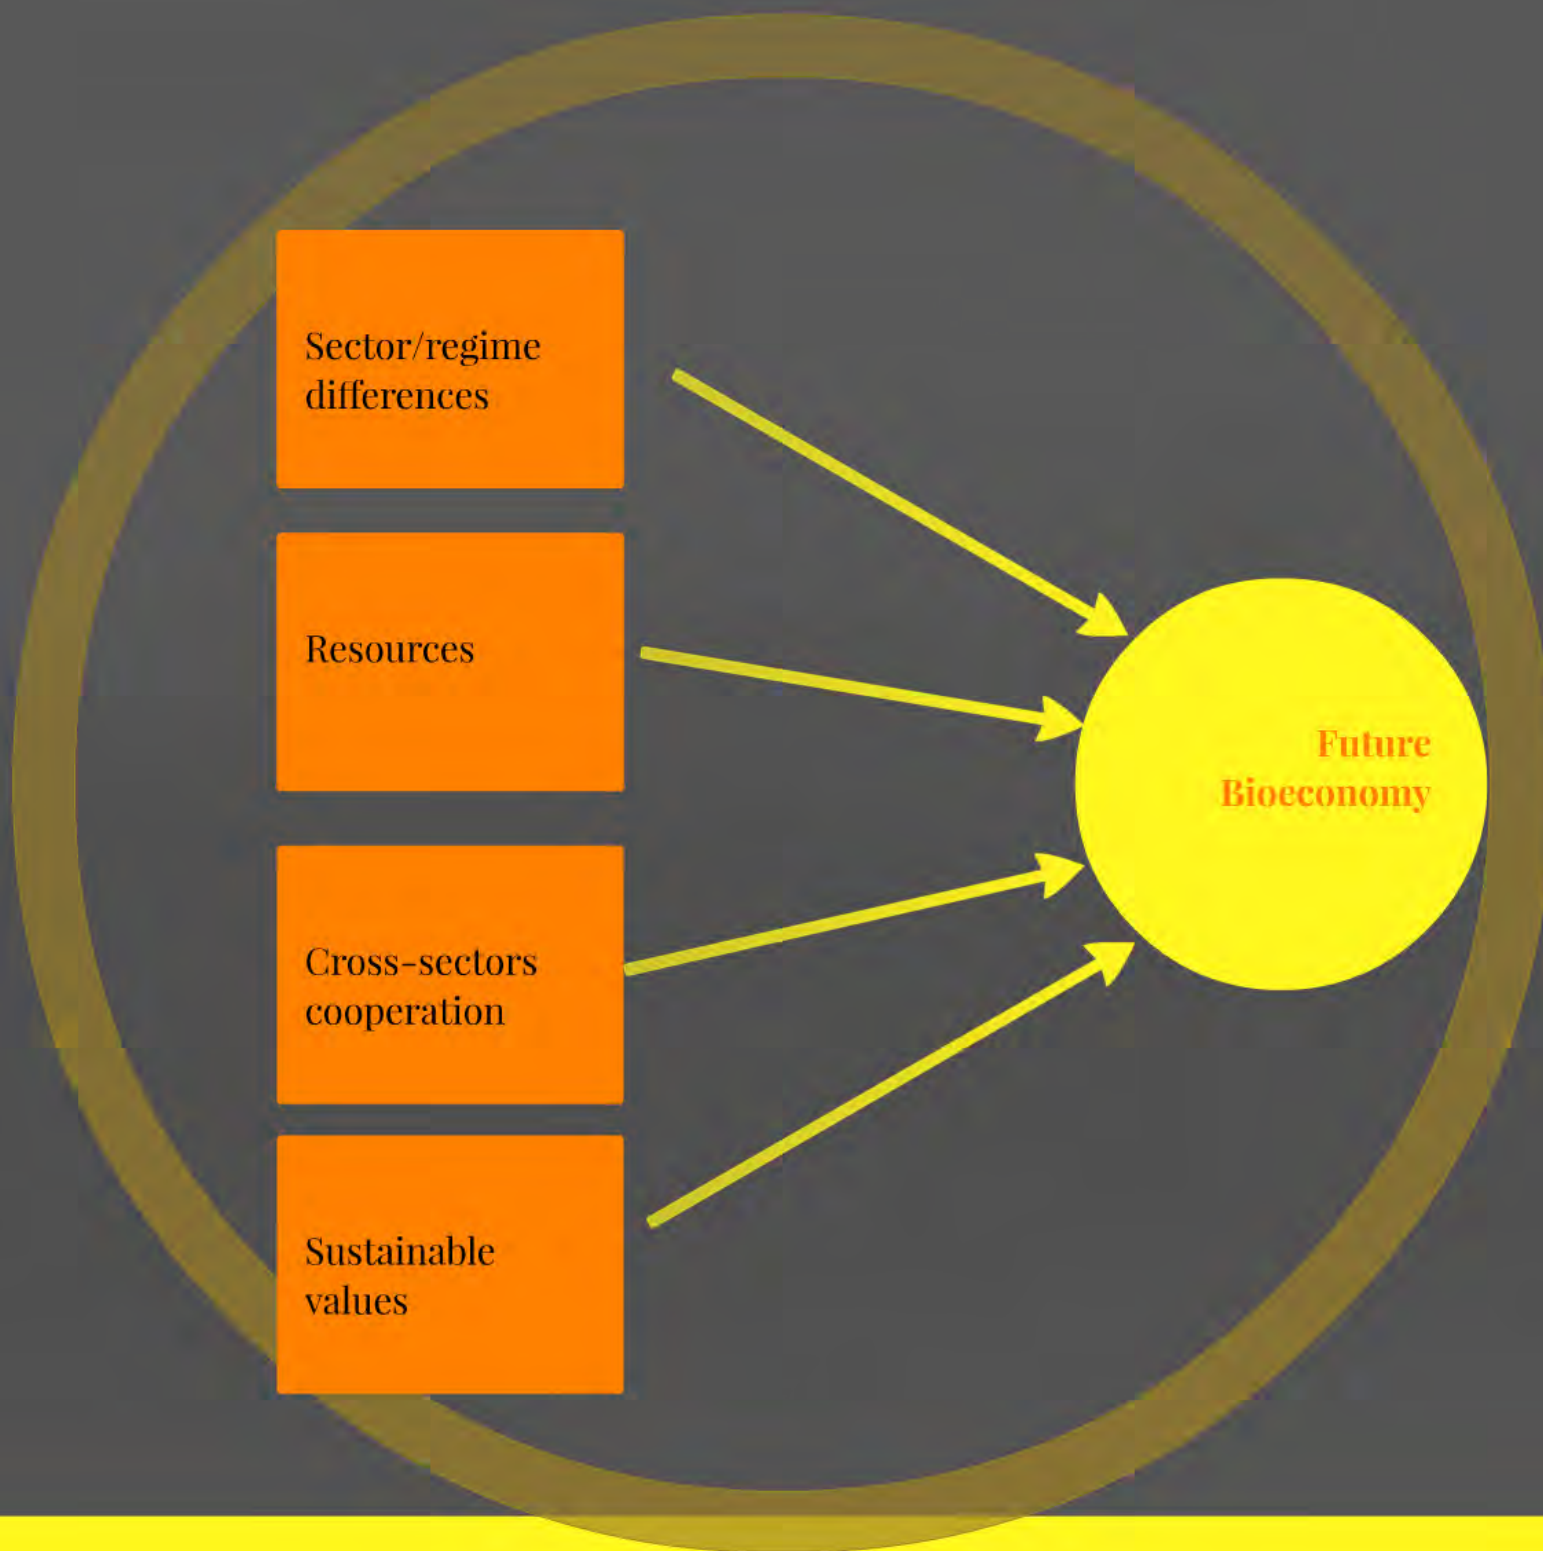 Sector/regime
differences
Resources
Future
Bioeconomy
Cross-sectors
cooperation
Sustainable
values